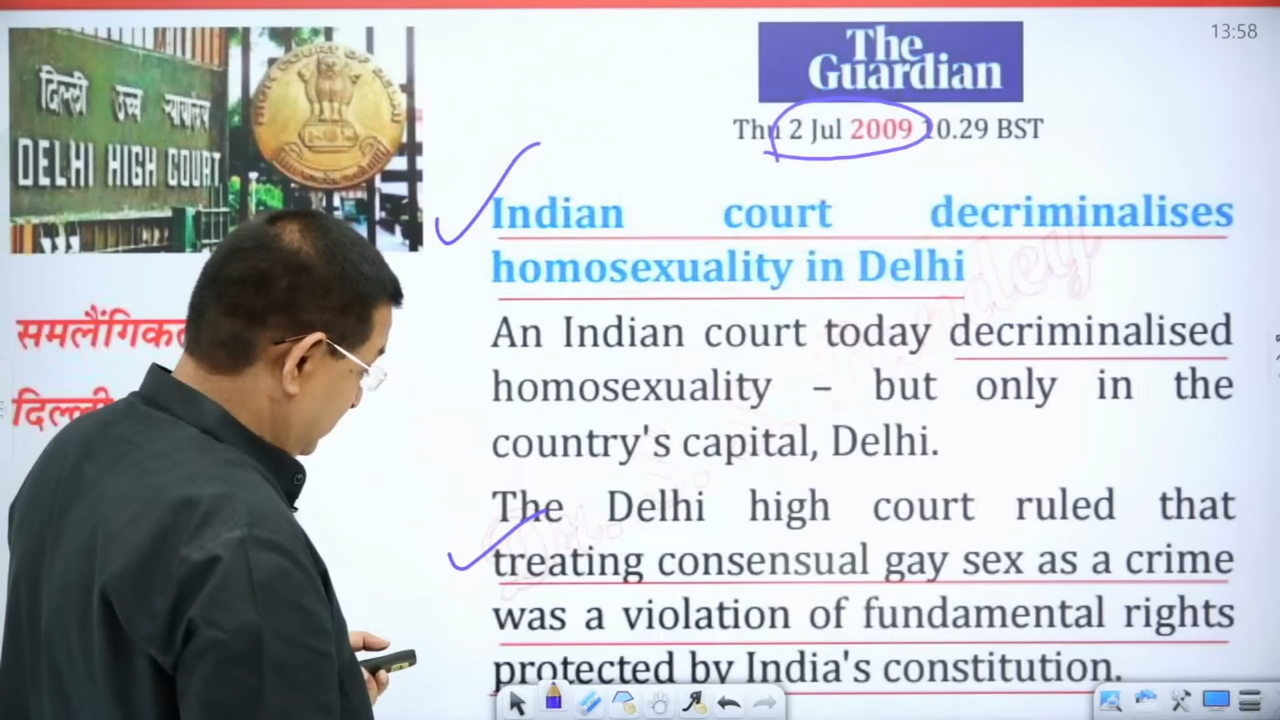 दिल्ली उच्च न्यायालय
DELHI HIGH COURT
The
Guardian
13:58
Thu 2 Jul 2009 10.29 BST
Indian court decriminalises
homosexuality in Delhi
An Indian court today decriminalised
homosexuality – but only in the
country's capital, Delhi.
The Delhi high court ruled that
treating consensual gay sex as a crime
was a violation of fundamental rights
protected by India's constitution.